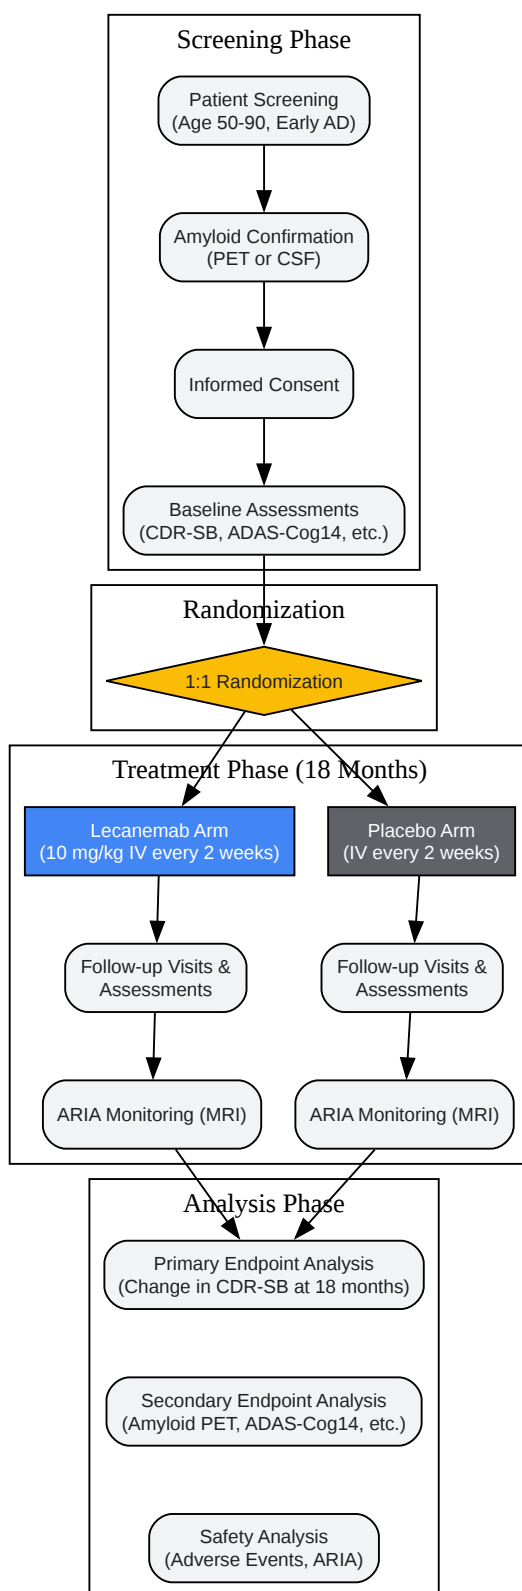 Screening Phase
Patient Screening
(Age 50-90, Early AD)
Amyloid Confirmation
(PET or CSF)
Informed Consent
Baseline Assessments
(CDR-SB, ADAS-Cog14, etc.)
Randomization
1:1 Randomization
Treatment Phase (18 Months)
Lecanemab Arm
(10 mg/kg IV every 2 weeks)
Placebo Arm
(IV every 2 weeks)
Follow-up Visits &
Assessments
Follow-up Visits &
Assessments
ARIA Monitoring (MRI)
ARIA Monitoring (MRI)
Analysis Phase
Primary Endpoint Analysis
(Change in CDR-SB at 18 months)
Secondary Endpoint Analysis
(Amyloid PET, ADAS-Cog14, etc.)
Safety Analysis
(Adverse Events, ARIA)